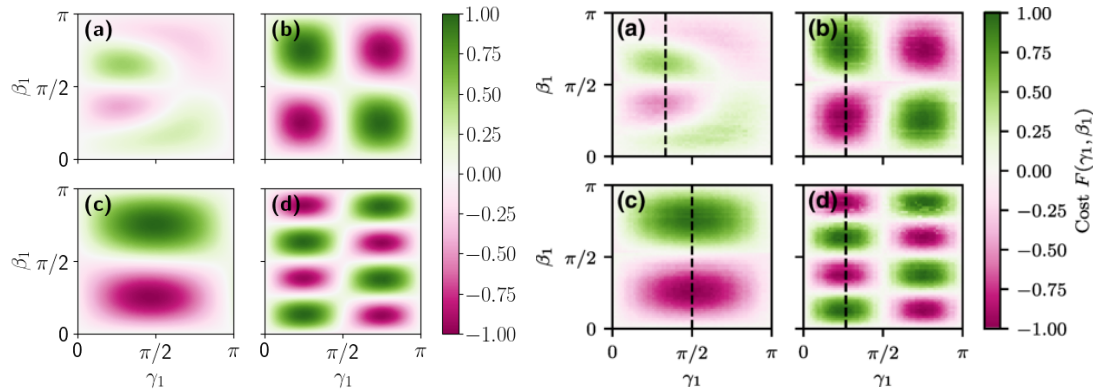 π (a) (b) 1.00
0.75
β₁ π/2 0.50
0.25
0
0.00
π (c) (d) −0.25
β₁ π/2 −0.50
−0.75
0 −1.00
0 π/2 π 0 π/2 π
γ₁ γ₁
π (a) (b) 1.00
0.75
β₁ π/2 0.50
0.25
0
0.00
π (c) (d) −0.25
β₁ π/2 −0.50
−0.75
0 −1.00
0 π/2 π 0 π/2 π
γ₁ γ₁
Cost F(γ₁, β₁)